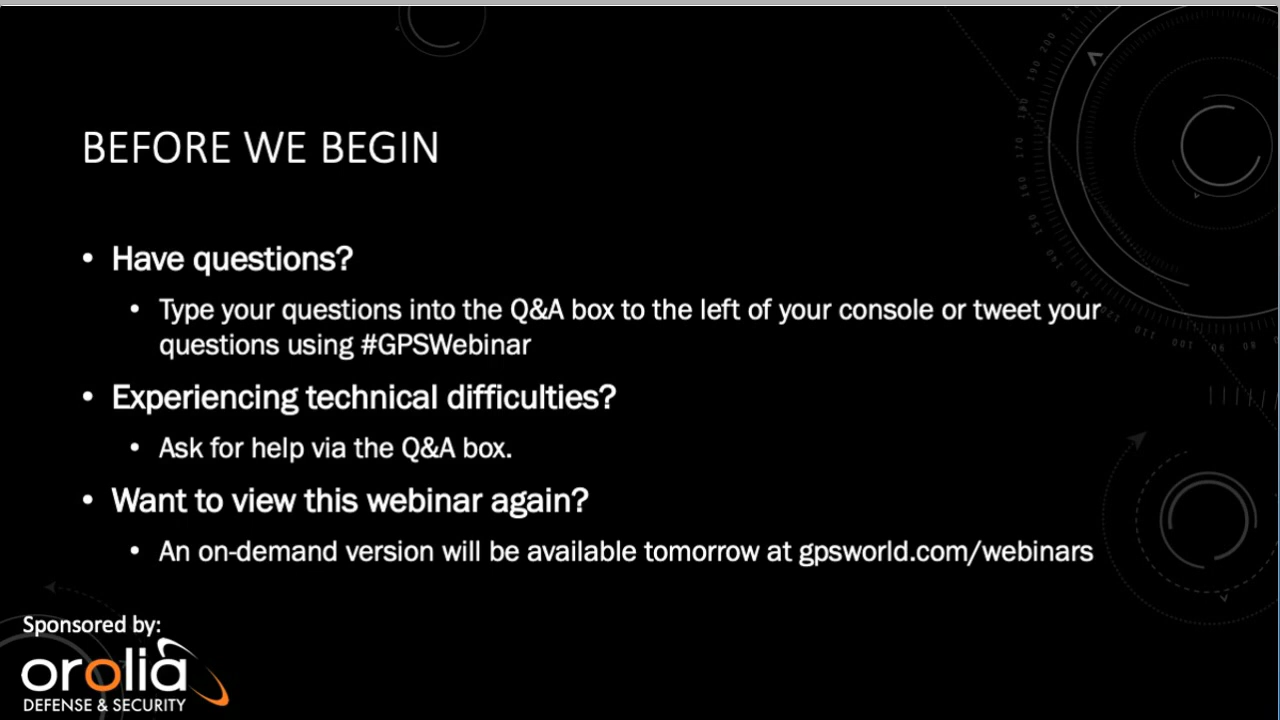 BEFORE WE BEGIN
• Have questions?
• Type your questions into the Q&A box to the left of your console or tweet your
questions using #GPSWebinar
• Experiencing technical difficulties?
• Ask for help via the Q&A box.
• Want to view this webinar again?
• An on-demand version will be available tomorrow at gpsworld.com/webinars
Sponsored by:
orolia
DEFENSE & SECURITY